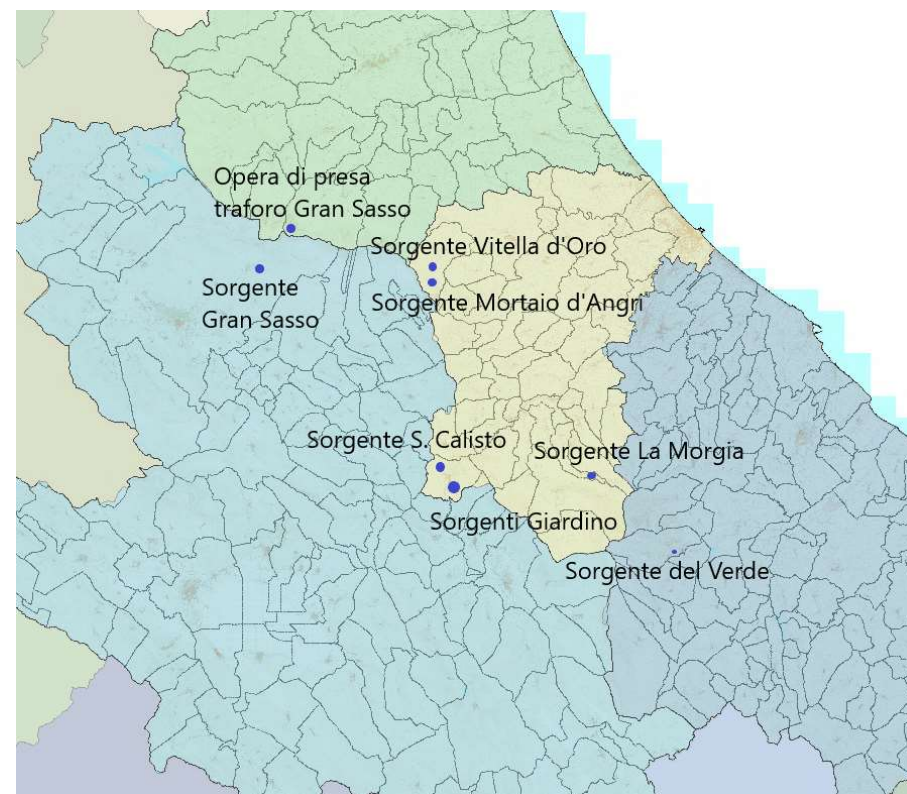 Opera di presa
traforo Gran Sasso
Sorgente Vitella d'Oro
Sorgente
Gran Sasso
Sorgente Mortaio d'Angri
Sorgente S. Calisto
Sorgente La Morgia
Sorgenti Giardino
Sorgente del Verde